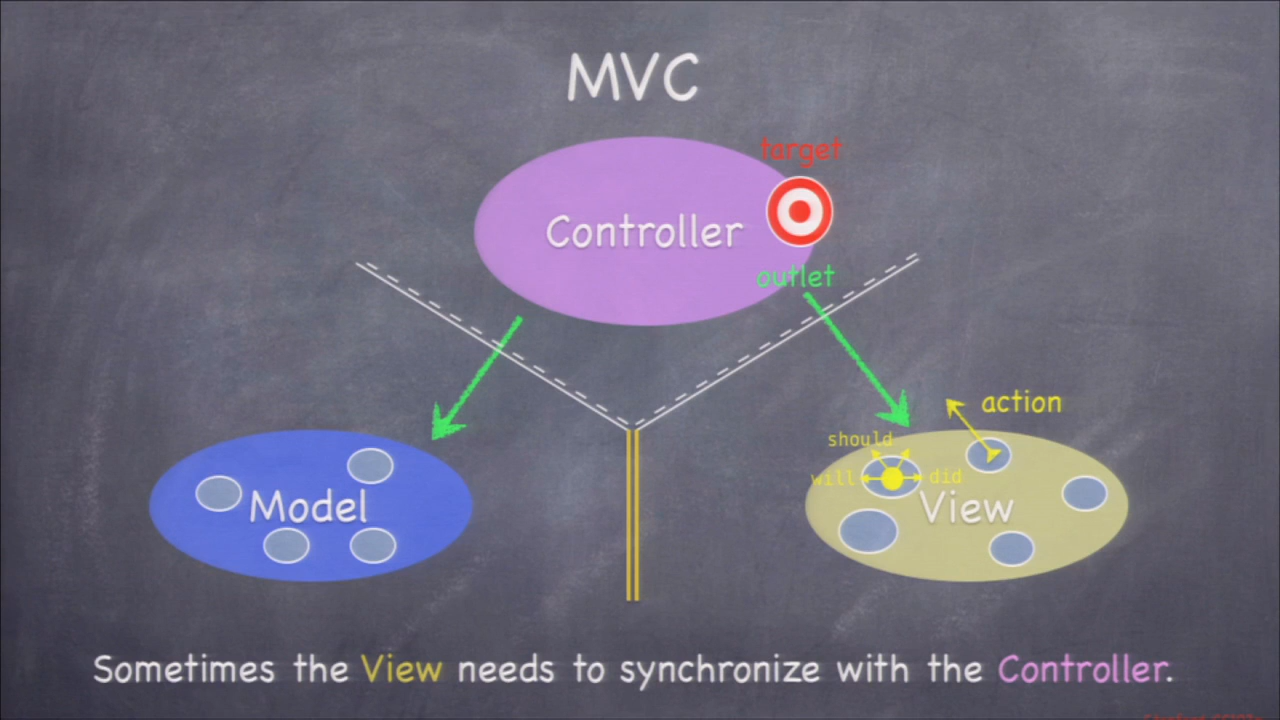 MVC
target
Controller
outlet
action
should
will
did
Model
View
Sometimes the View needs to synchronize with the Controller.